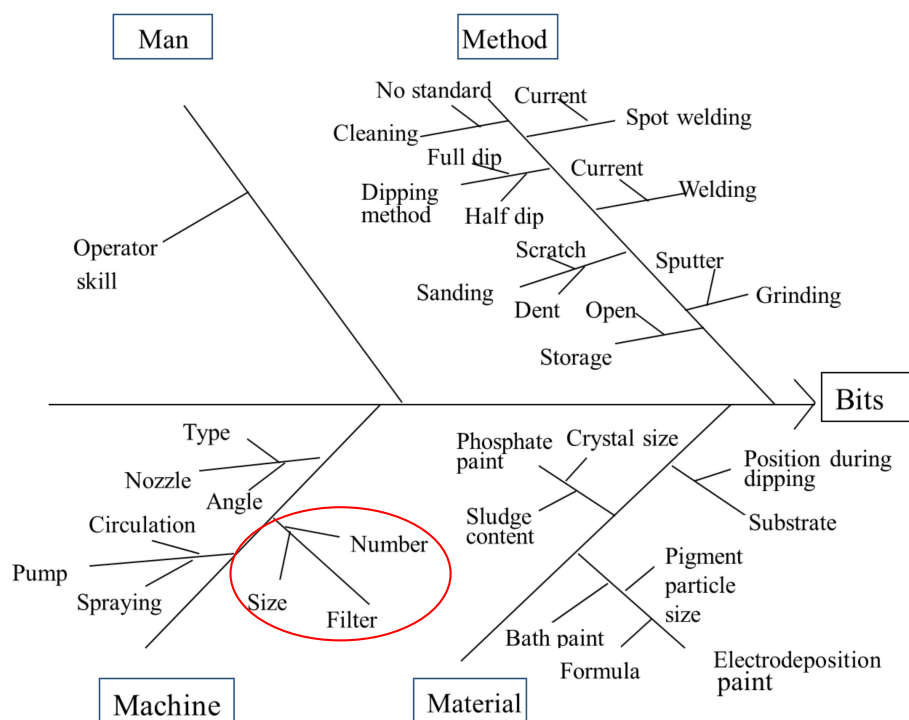 Man
Method
No standard
Current
Cleaning
Spot welding
Full dip
Current
Dipping
method
Half dip
Welding
Operator
skill
Scratch
Sputter
Sanding
Dent
Open
Grinding
Storage
Bits
Type
Nozzle
Angle
Circulation
Pump
Spraying
Number
Size
Filter
Phosphate
paint
Crystal size
Sludge
content
Position during
dipping
Substrate
Pigment
particle
size
Bath paint
Formula
Electrodeposition
paint
Machine
Material